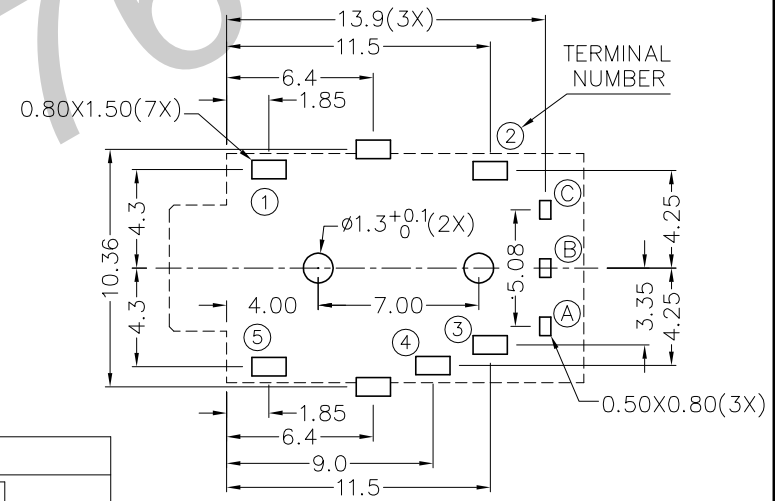 13.9(3X)
11.5
TERMINAL
NUMBER
6.4
1.85
0.80X1.50(7X)
2
1
C
4.3
4.25
10.36
ø1.3+0.1 0(2X)
5.08
B
4.00
7.00
4.3
3.35
4.25
A
5
4
3
0.50X0.80(3X)
1.85
6.4
9.0
11.5
76